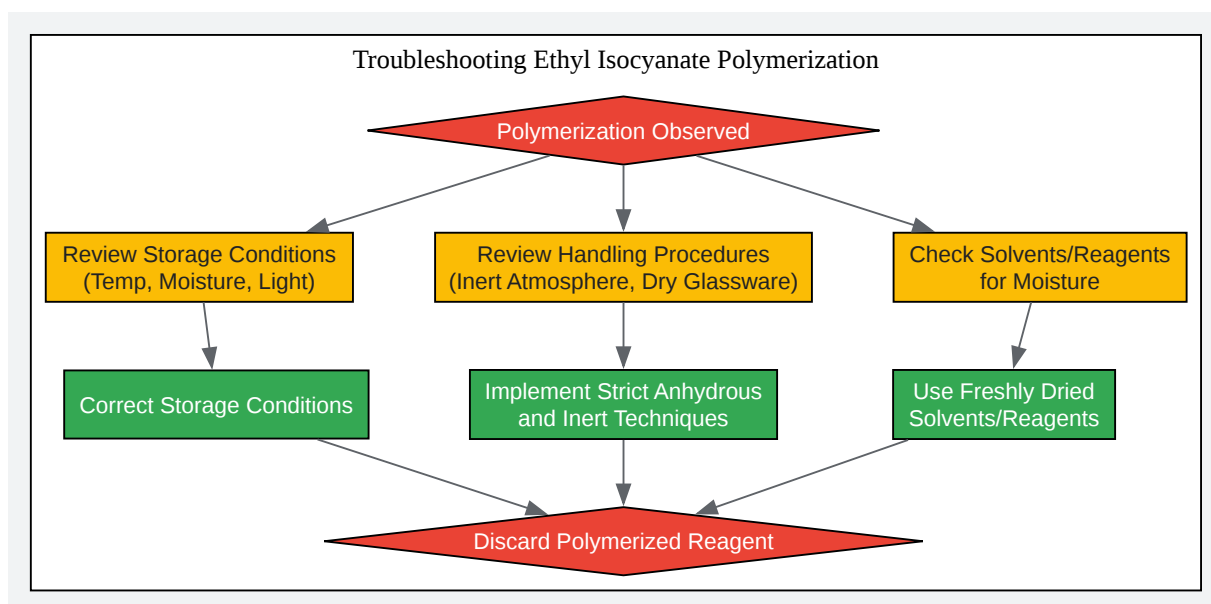 Troubleshooting Ethyl Isocyanate Polymerization
Polymerization Observed
Review Storage Conditions
(Temp, Moisture, Light)
Review Handling Procedures
(Inert Atmosphere, Dry Glassware)
Check Solvents/Reagents
for Moisture
Correct Storage Conditions
Implement Strict Anhydrous
and Inert Techniques
Use Freshly Dried
Solvents/Reagents
Discard Polymerized Reagent